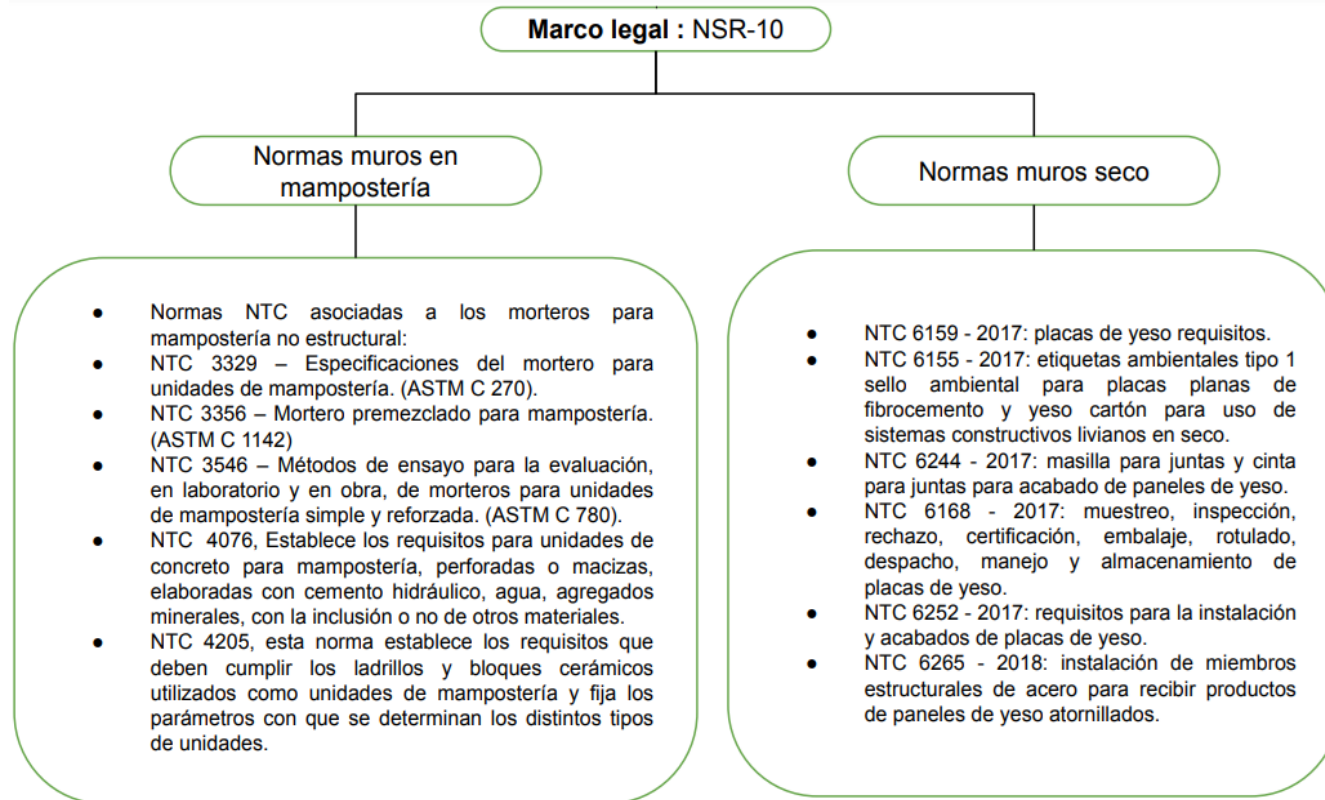 Marco legal : NSR-10
Normas muros en
mampostería
Normas muros seco
● Normas NTC asociadas a los morteros para
mampostería no estructural:
● NTC 3329 – Especificaciones del mortero para
unidades de mampostería. (ASTM C 270).
● NTC 3356 – Mortero premezclado para mampostería.
(ASTM C 1142)
● NTC 3546 – Métodos de ensayo para la evaluación,
en laboratorio y en obra, de morteros para unidades
de mampostería simple y reforzada. (ASTM C 780).
● NTC 4076, Establece los requisitos para unidades de
concreto para mampostería, perforadas o macizas,
elaboradas con cemento hidráulico, agua, agregados
minerales, con la inclusión o no de otros materiales.
● NTC 4205, esta norma establece los requisitos que
deben cumplir los ladrillos y bloques cerámicos
utilizados como unidades de mampostería y fija los
parámetros con que se determinan los distintos tipos
de unidades.
● NTC 6159 - 2017: placas de yeso requisitos.
● NTC 6155 - 2017: etiquetas ambientales tipo 1
sello ambiental para placas planas de
fibrocemento y yeso cartón para uso de
sistemas constructivos livianos en seco.
● NTC 6244 - 2017: masilla para juntas y cinta
para juntas para acabado de paneles de yeso.
● NTC 6168 - 2017: muestreo, inspección,
rechazo, certificación, embalaje, rotulado,
despacho, manejo y almacenamiento de
placas de yeso.
● NTC 6252 - 2017: requisitos para la instalación
y acabados de placas de yeso.
● NTC 6265 - 2018: instalación de miembros
estructurales de acero para recibir productos
de paneles de yeso atornillados.